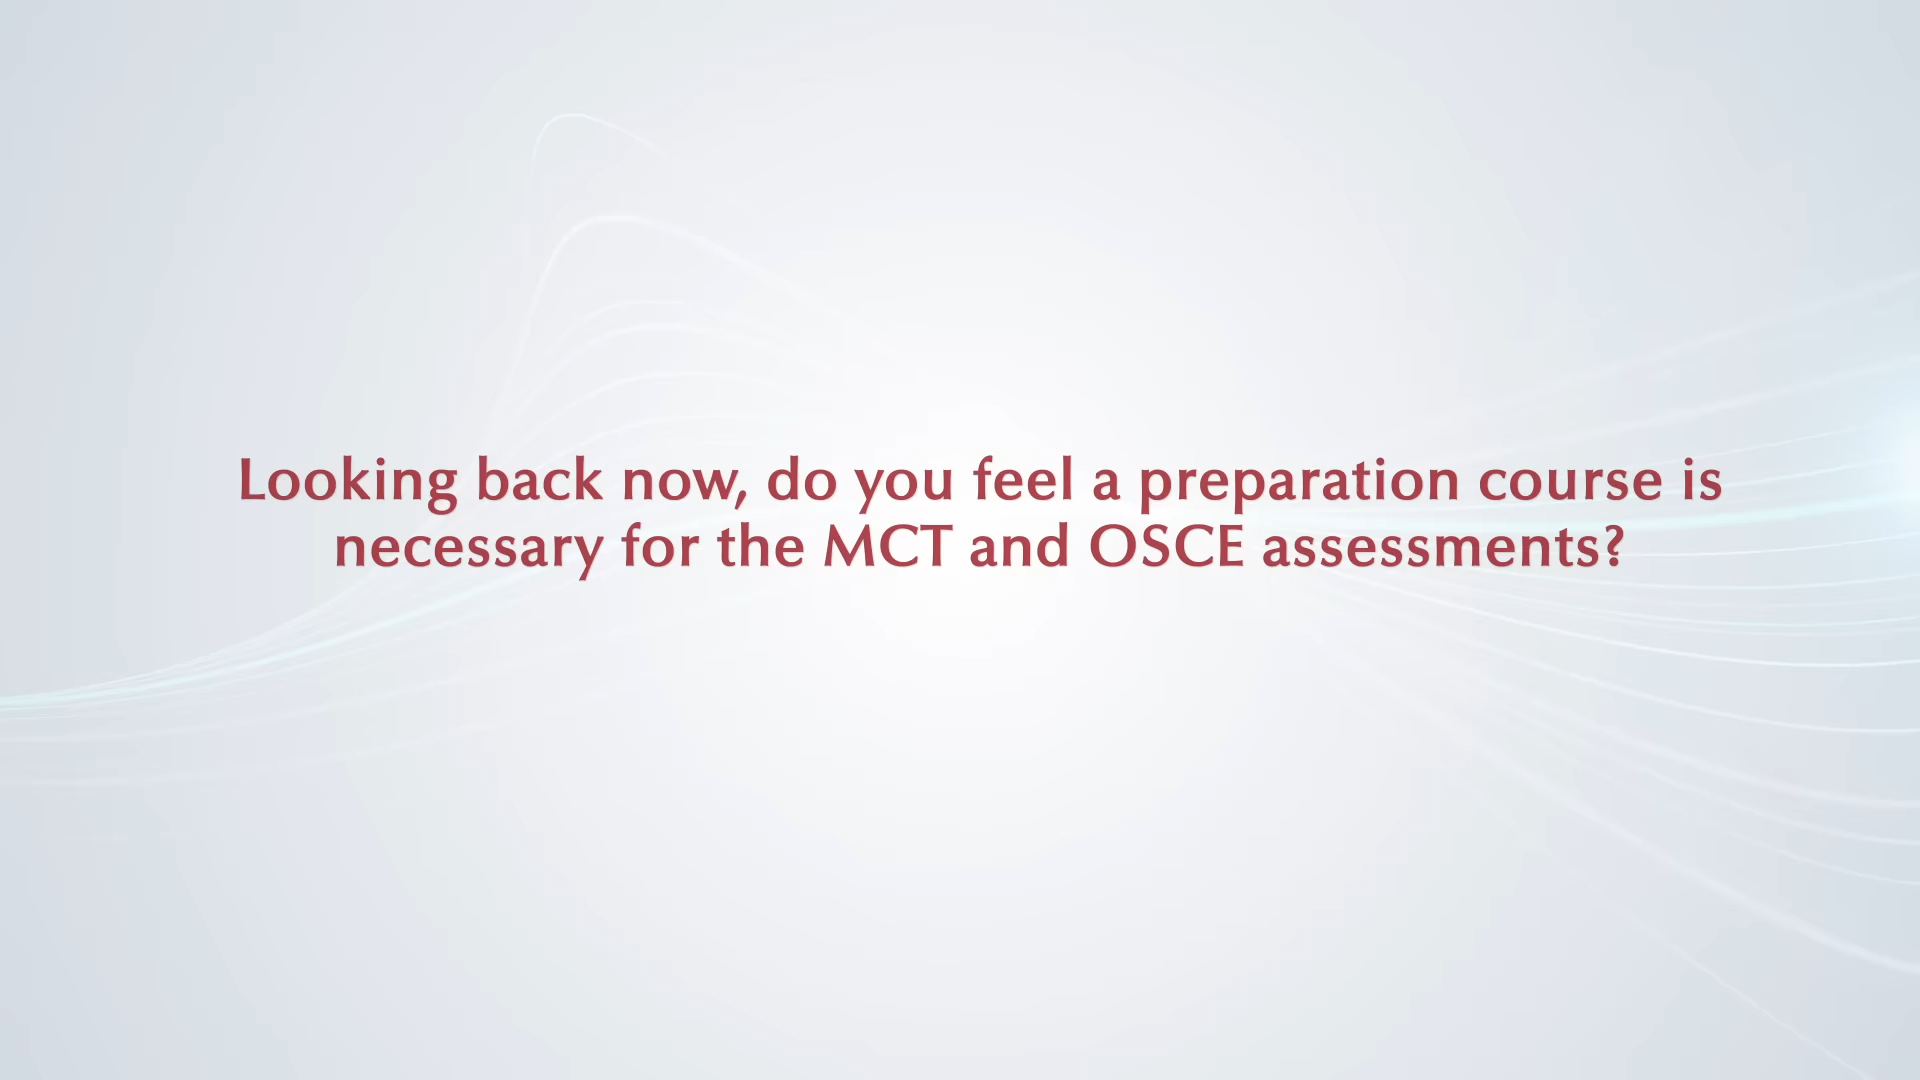 Looking back now, do you feel a preparation course is
necessary for the MCT and OSCE assessments?